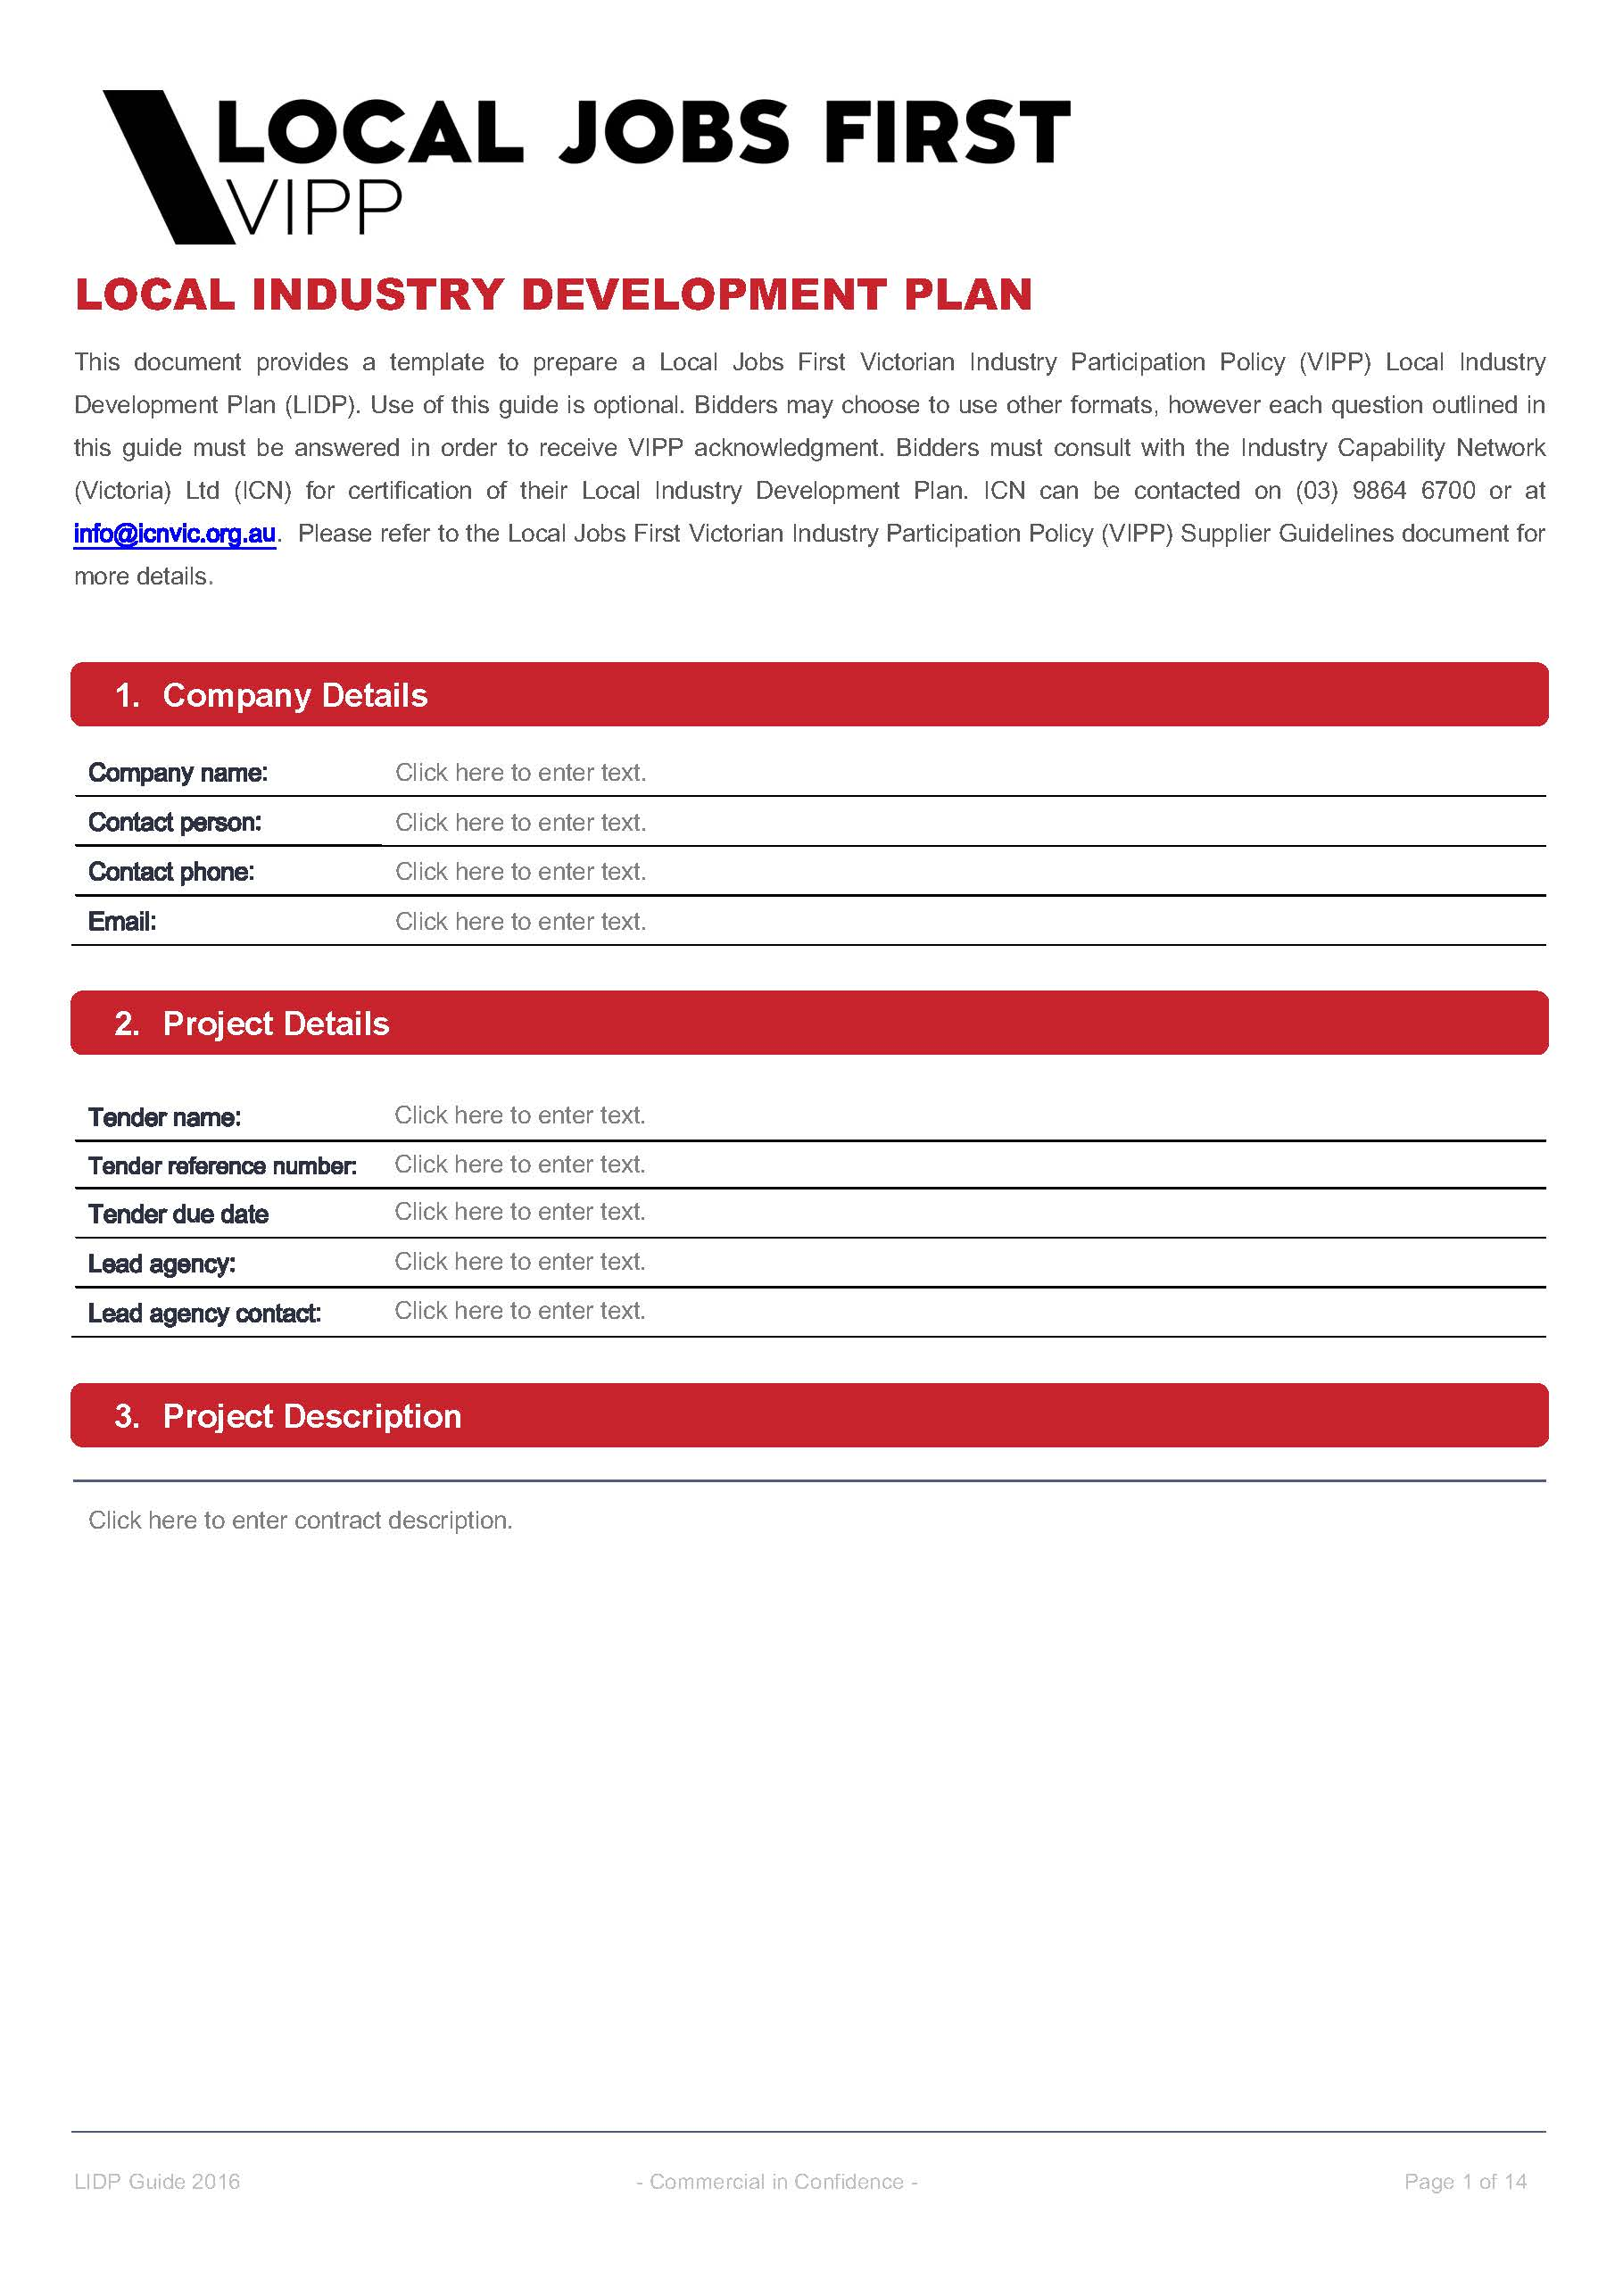 LOCAL JOBS FIRST
VIPP
LOCAL INDUSTRY DEVELOPMENT PLAN
This document provides a template to prepare a Local Jobs First Victorian Industry Participation Policy (VIPP) Local Industry
Development Plan (LIDP). Use of this guide is optional. Bidders may choose to use other formats, however each question outlined in
this guide must be answered in order to receive VIPP acknowledgment. Bidders must consult with the Industry Capability Network
(Victoria) Ltd (ICN) for certification of their Local Industry Development Plan. ICN can be contacted on (03) 9864 6700 or at
info@icnvic.org.au. Please refer to the Local Jobs First Victorian Industry Participation Policy (VIPP) Supplier Guidelines document for
more details.
1. Company Details
Company name: Click here to enter text.
Contact person: Click here to enter text.
Contact phone: Click here to enter text.
Email: Click here to enter text.
2. Project Details
Tender name: Click here to enter text.
Tender reference number: Click here to enter text.
Tender due date Click here to enter text.
Lead agency: Click here to enter text.
Lead agency contact: Click here to enter text.
3. Project Description
Click here to enter contract description.
LIDP Guide 2016 - Commercial in Confidence - Page 1 of 14